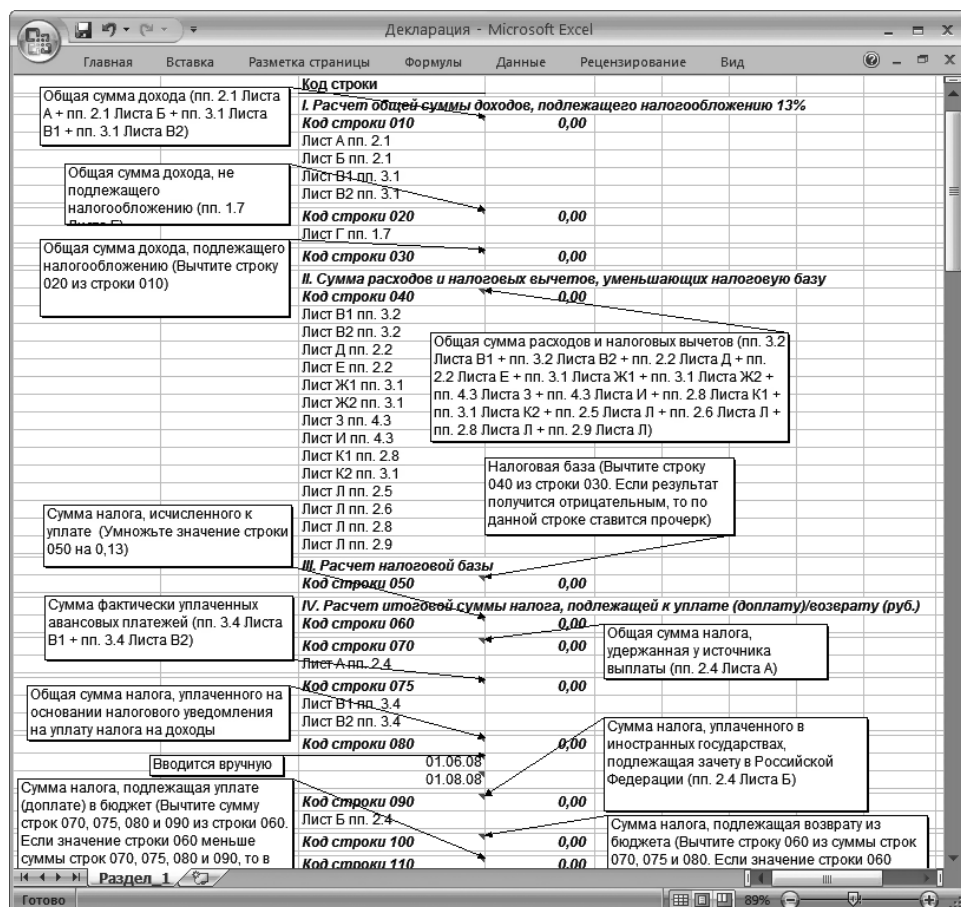 Декларация - Microsoft Excel
Главная Вставка Разметка страницы Формулы Данные Рецензирование Вид
Код строки
Общая сумма дохода (пп. 2.1 Листа
А + пп. 2.1 Листа Б + пп. 3.1 Листа
В1 + пп. 3.1 Листа В2)
I. Расчет общей суммы доходов, подлежащего налогообложению 13%
Код строки 010 0,00
Лист А пп. 2.1
Лист Б пп. 2.1
Лист В1 пп. 3.1
Лист В2 пп. 3.1
Общая сумма дохода, не
подлежащего
налогообложению (пп. 1.7
Код строки 020 0,00
Лист Г пп. 1.7
Общая сумма дохода, подлежащего
налогообложению (Вычтите строку
020 из строки 010)
Код строки 030 0,00
II. Сумма расходов и налоговых вычетов, уменьшающих налоговую базу
Код строки 040 0,00
Лист В1 пп. 3.2
Лист В2 пп. 3.2
Лист Д пп. 2.2
Лист Е пп. 2.2
Лист Ж1 пп. 3.1
Лист Ж2 пп. 3.1
Лист З пп. 4.3
Лист И пп. 4.3
Лист К1 пп. 2.8
Лист К2 пп. 3.1
Лист Л пп. 2.5
Лист Л пп. 2.6
Лист Л пп. 2.8
Лист Л пп. 2.9
Общая сумма расходов и налоговых вычетов (пп. 3.2
Листа В1 + пп. 3.2 Листа В2 + пп. 2.2 Листа Д + пп.
2.2 Листа Е + пп. 3.1 Листа Ж1 + пп. 3.1 Листа Ж2 +
пп. 4.3 Листа З + пп. 4.3 Листа И + пп. 2.8 Листа К1 +
пп. 3.1 Листа К2 + пп. 2.5 Листа Л + пп. 2.6 Листа Л +
пп. 2.8 Листа Л + пп. 2.9 Листа Л)
Налоговая база (Вычтите строку
040 из строки 030. Если результат
получится отрицательным, то по
данной строке ставится прочерк)
Сумма налога, исчисленного к
уплате (Умножьте значение строки
050 на 0,13)
III. Расчет налоговой базы
Код строки 050 0,00
IV. Расчет итоговой суммы налога, подлежащей к уплате (доплату)/возврату (руб.)
Код строки 060 0,00
Сумма фактически уплаченных
авансовых платежей (пп. 3.4 Листа
В1 + пп. 3.4 Листа В2)
Код строки 070 0,00
Лист А пп. 2.4
Общая сумма налога,
удержанная у источника
выплаты (пп. 2.4 Листа А)
Код строки 075 0,00
Лист В1 пп. 3.4
Лист В2 пп. 3.4
Общая сумма налога, уплаченного на
основании налогового уведомления
на уплату налога на доходы
Код строки 080 0,00
Вводится вручную
01.06.08
01.08.08
Сумма налога, уплаченного в
иностранных государствах,
подлежащая зачету в Российской
Федерации (пп. 2.4 Листа Б)
Код строки 090 0,00
Лист Б пп. 2.4
Сумма налога, подлежащая уплате
(доплате) в бюджет (Вычтите сумму
строк 070, 075, 080 и 090 из строки 060.
Если значение строки 060 меньше
суммы строк 070, 075, 080 и 090, то в
Код строки 100 0,00
Код строки 110 0,00
Сумма налога, подлежащая возврату из
бюджета (Вычтите строку 060 из суммы строк
070, 075 и 080. Если значение строки 060
Раздел_1
Готово 89%